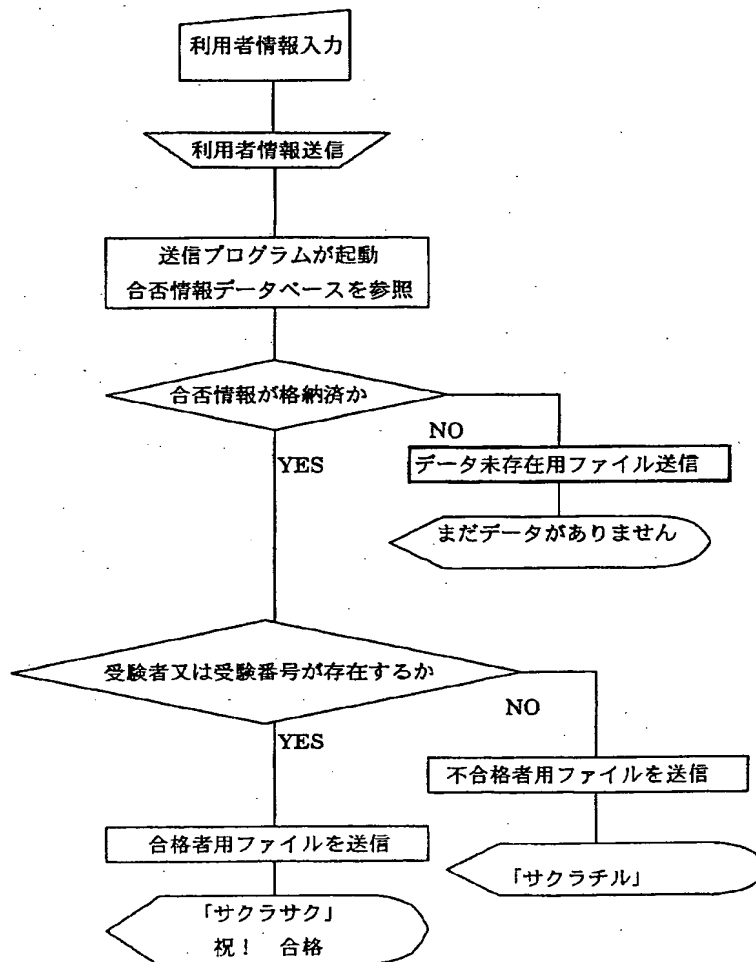 利用者情報入力
利用者情報送信
送信プログラムが起動
合否情報データベースを参照
合否情報が格納済か
NO
YES
データ未存在用ファイル送信
まだデータがありません
受験者又は受験番号が存在するか
NO
YES
不合格者用ファイルを送信
合格者用ファイルを送信
「サクラチル」
「サクラサク」
祝！　合格